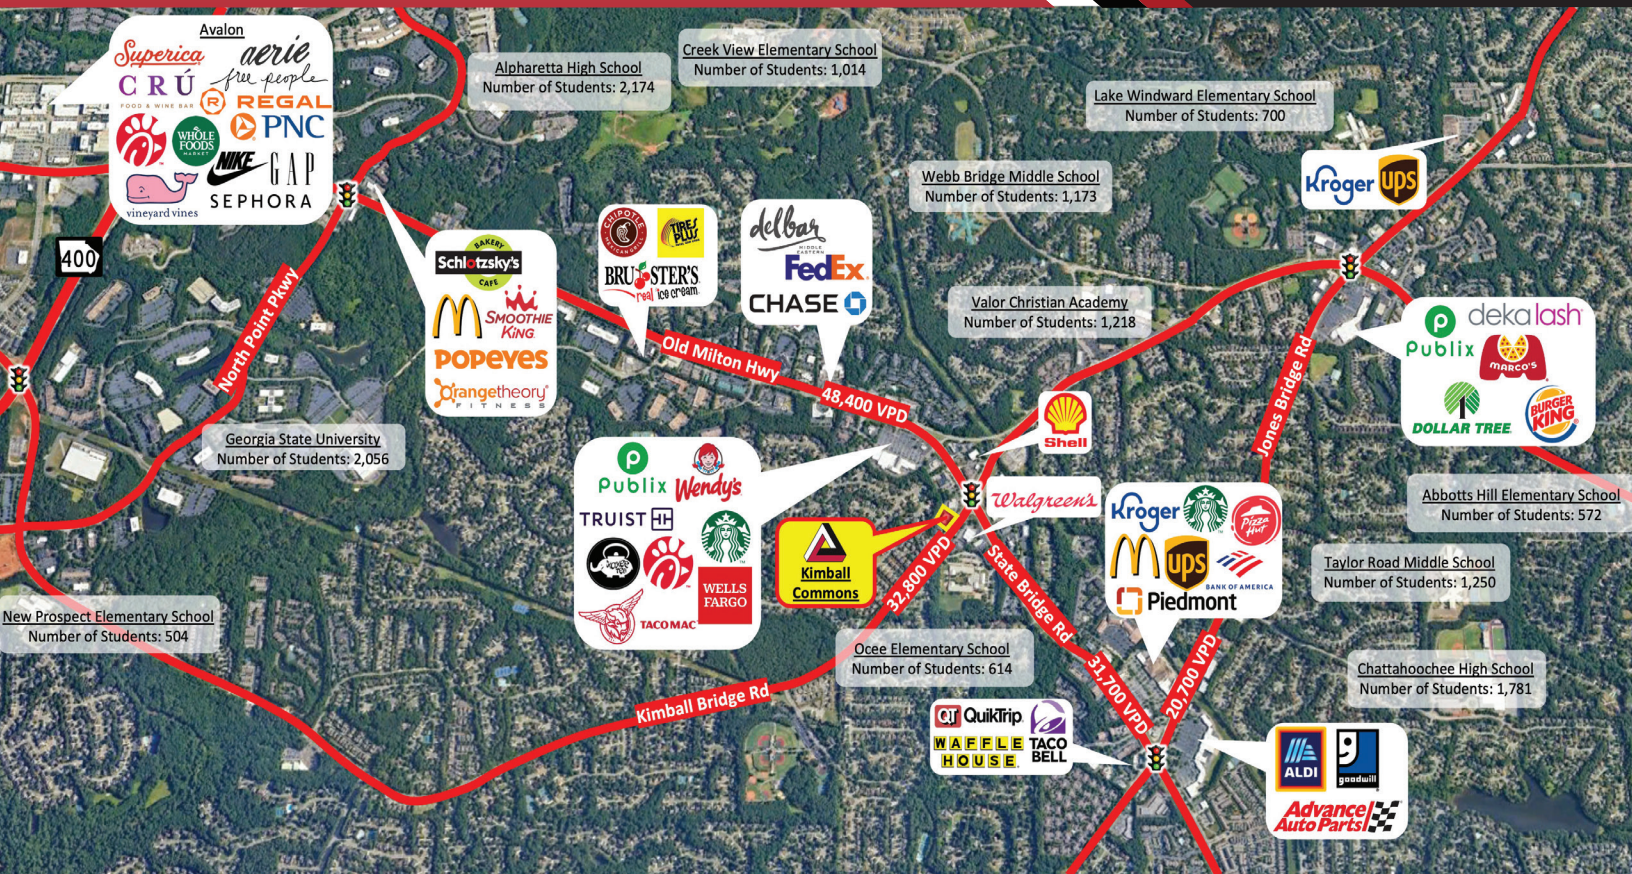 Avalon
Superica
aerie
CRÚ
FOOD & WINE BAR
free people
R REGAL
WHOLE
FOODS
MARKET
PNC
NIKE
GAP
vineyard vines
SEPHORA
400
Alpharetta High School
Number of Students: 2,174
Creek View Elementary School
Number of Students: 1,014
Lake Windward Elementary School
Number of Students: 700
Webb Bridge Middle School
Number of Students: 1,173
Kroger
ups
BAKERY
Schlotzsky's
CAFE
SMOOTHIE
KING
POPEYES
Orangetheory
FITNESS
CHIPOTLE
MEXICAN GRILL
TIRES
PLUS
BRUSTER'S
real ice cream
delbar
MIDDLE
EASTERN
FedEx
CHASE
Valor Christian Academy
Number of Students: 1,218
North Point Pkwy
Old Milton Hwy
48,400 VPD
Jones Bridge Rd
Publix
deka lash
MARCO'S
DOLLAR TREE
BURGER
KING
Shell
Georgia State University
Number of Students: 2,056
Publix
Wendy's
TRUIST
WELLS
FARGO
TACO MAC
Kimball
Commons
Walgreens
32,800 VPD
State Bridge Rd
Kroger
Pizza
Hut
ups
BANK OF AMERICA
Piedmont
Abbotts Hill Elementary School
Number of Students: 572
Taylor Road Middle School
Number of Students: 1,250
New Prospect Elementary School
Number of Students: 504
Ocee Elementary School
Number of Students: 614
Chattahoochee High School
Number of Students: 1,781
31,700 VPD
20,700 VPD
Kimball Bridge Rd
QT QuikTrip
WAFFLE
HOUSE
TACO
BELL
ALDI
goodwill
Advance
Auto Parts